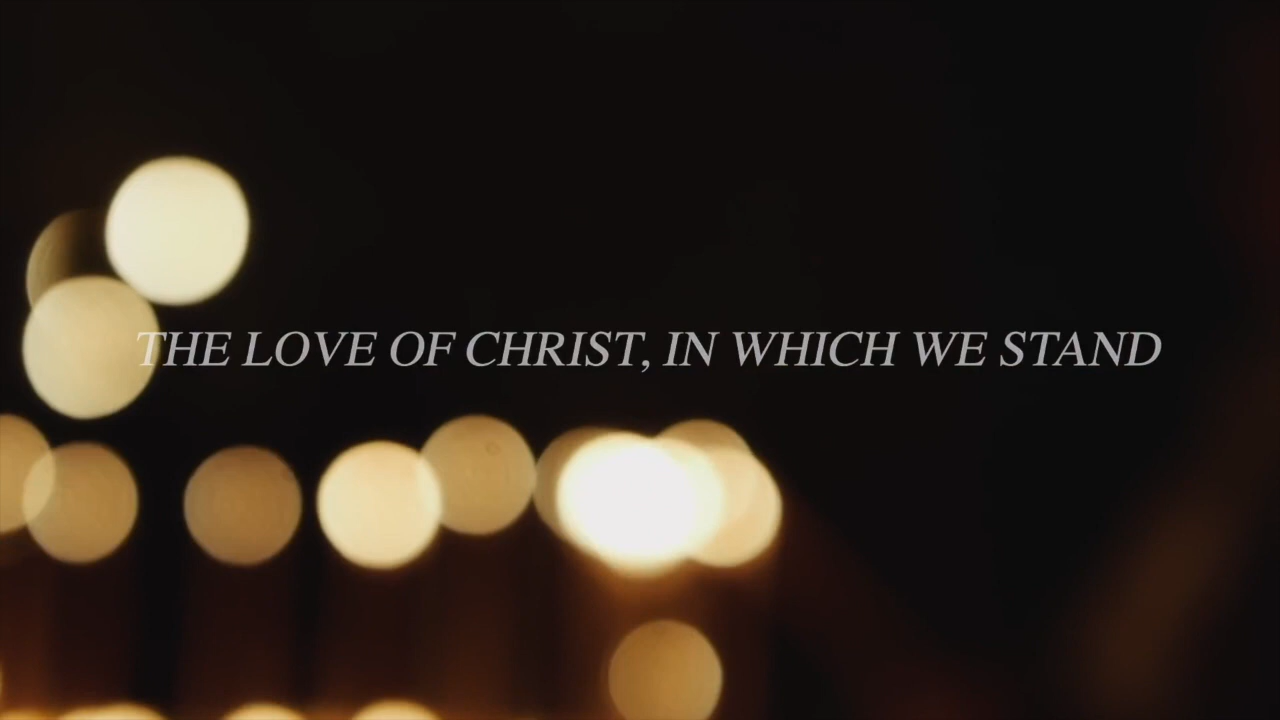 THE LOVE OF CHRIST, IN WHICH WE STAND